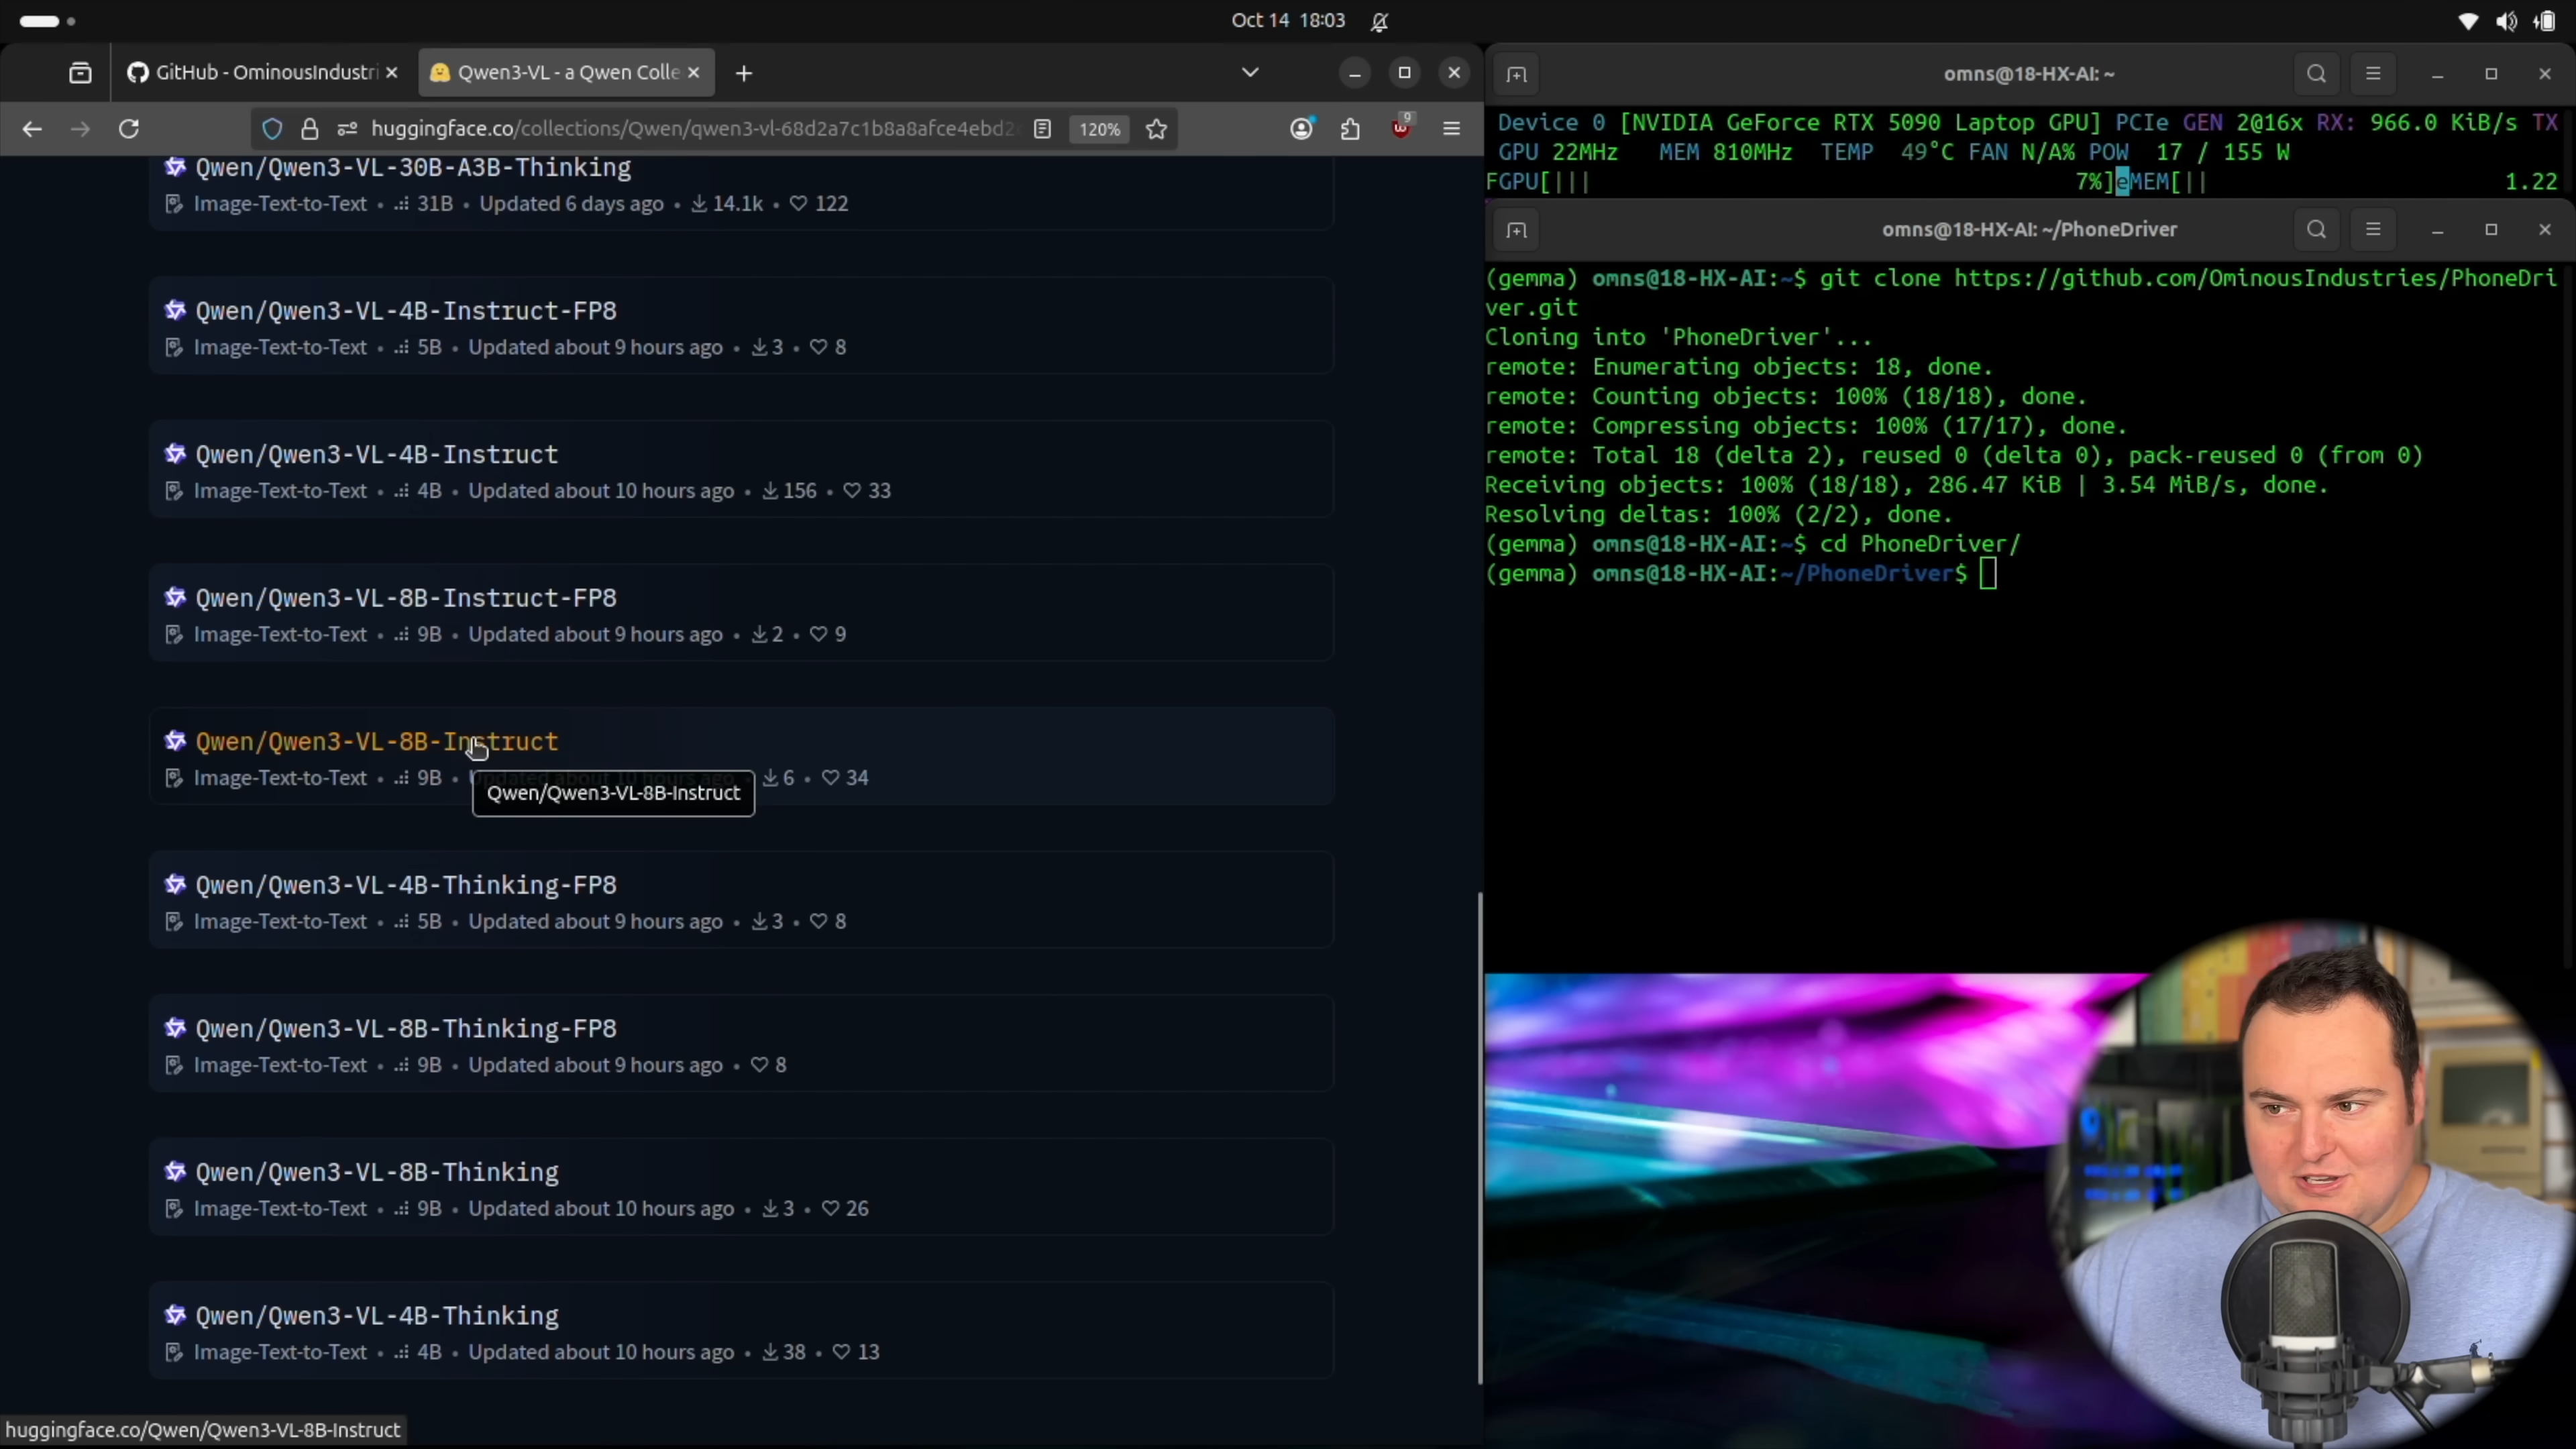 Oct 14 18:03
GitHub - OminousIndustri
Qwen3-VL - a Qwen Colle
huggingface.co/collections/Qwen/qwen3-vl-68d2a7c1b8a8afce4ebd2
120%
9
Qwen/Qwen3-VL-30B-A3B-Thinking
Image-Text-to-Text • 31B • Updated 6 days ago • 14.1k • 122
Qwen/Qwen3-VL-4B-Instruct-FP8
Image-Text-to-Text • 5B • Updated about 9 hours ago • 3 • 8
Qwen/Qwen3-VL-4B-Instruct
Image-Text-to-Text • 4B • Updated about 10 hours ago • 156 • 33
Qwen/Qwen3-VL-8B-Instruct-FP8
Image-Text-to-Text • 9B • Updated about 9 hours ago • 2 • 9
Qwen/Qwen3-VL-8B-Instruct
Image-Text-to-Text • 9B • Updated about 10 hours ago • 6 • 34
Qwen/Qwen3-VL-8B-Instruct
Qwen/Qwen3-VL-4B-Thinking-FP8
Image-Text-to-Text • 5B • Updated about 9 hours ago • 3 • 8
Qwen/Qwen3-VL-8B-Thinking-FP8
Image-Text-to-Text • 9B • Updated about 9 hours ago • 8
Qwen/Qwen3-VL-8B-Thinking
Image-Text-to-Text • 9B • Updated about 10 hours ago • 3 • 26
Qwen/Qwen3-VL-4B-Thinking
Image-Text-to-Text • 4B • Updated about 10 hours ago • 38 • 13
huggingface.co/Qwen/Qwen3-VL-8B-Instruct
omns@18-HX-AI: ~
Device 0 [NVIDIA GeForce RTX 5090 Laptop GPU] PCIe GEN 2@16x RX: 966.0 KiB/s TX
GPU 22MHz MEM 810MHz TEMP 49°C FAN N/A% POW 17 / 155 W
FGPU[||| 7%]eMEM[|| 1.22
omns@18-HX-AI: ~/PhoneDriver
(gemma) omns@18-HX-AI:~$ git clone https://github.com/OminousIndustries/PhoneDri
ver.git
Cloning into 'PhoneDriver'...
remote: Enumerating objects: 18, done.
remote: Counting objects: 100% (18/18), done.
remote: Compressing objects: 100% (17/17), done.
remote: Total 18 (delta 2), reused 0 (delta 0), pack-reused 0 (from 0)
Receiving objects: 100% (18/18), 286.47 KiB | 3.54 MiB/s, done.
Resolving deltas: 100% (2/2), done.
(gemma) omns@18-HX-AI:~$ cd PhoneDriver/
(gemma) omns@18-HX-AI:~/PhoneDriver$